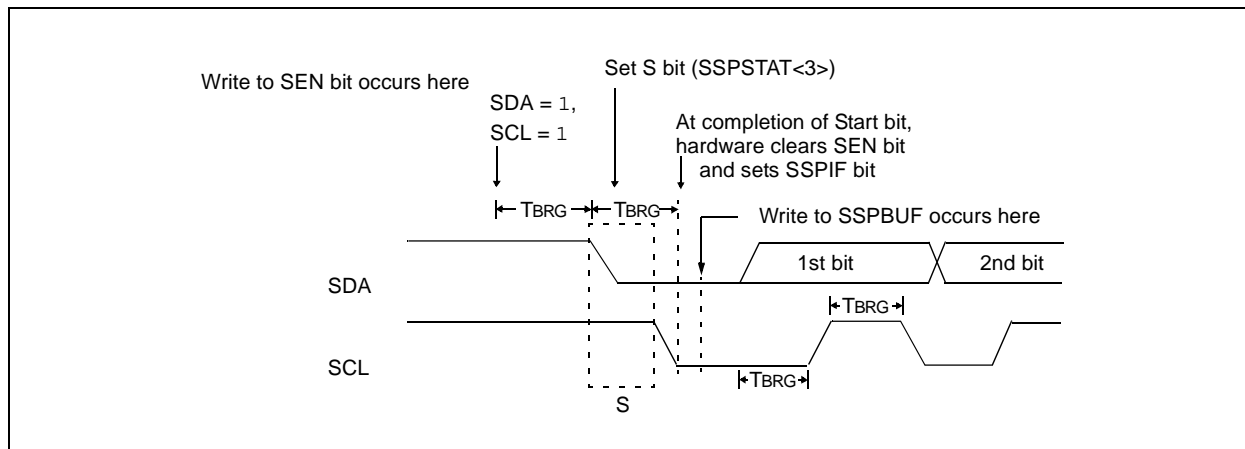 Write to SEN bit occurs here
Set S bit (SSPSTAT<3>)
SDA = 1,
SCL = 1
At completion of Start bit,
hardware clears SEN bit
and sets SSPIF bit
TBRG
TBRG
Write to SSPBUF occurs here
SDA
1st bit
2nd bit
TBRG
SCL
TBRG
S